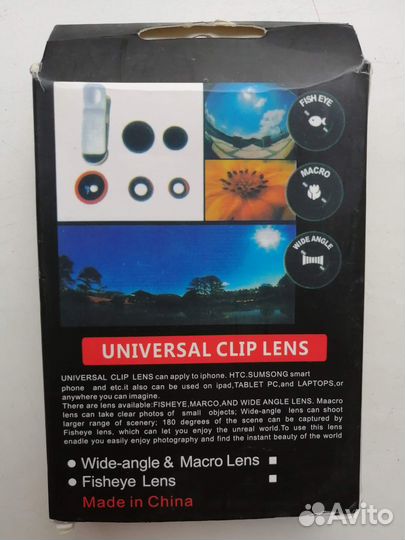 FISH EYE
MACRO
WIDE ANGLE
UNIVERSAL CLIP LENS
UNIVERSAL CLIP LENS can apply to iphone. HTC.SUMSONG smart
phone and etc.it also can be used on ipad,TABLET PC,and LAPTOPS,or
anywhere you can imagine.
There are lens available:FISHEYE,MARCO,AND WIDE ANGLE LENS. Maacro
lens can take clear photos of small objects; Wide-angle lens can shoot
larger range of scenery; 180 degrees of the scene can be captured by
Fisheye lens, which can let you enjoy the unreal world.To use this lens
enadle you easily enjoy photography and find the instant beauty of the world
● Wide-angle & Macro Lens ■
● Fisheye Lens ■
Made in China
Avito